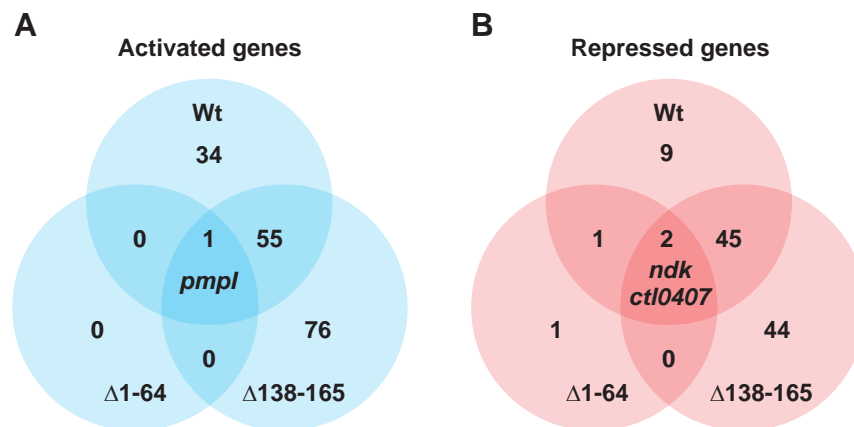 A
Activated genes
Wt
34
0 1 55
pmpI
0 76
0
Δ1-64 Δ138-165
B
Repressed genes
Wt
9
1 2 45
ndk
ctl0407
1 44
0
Δ1-64 Δ138-165